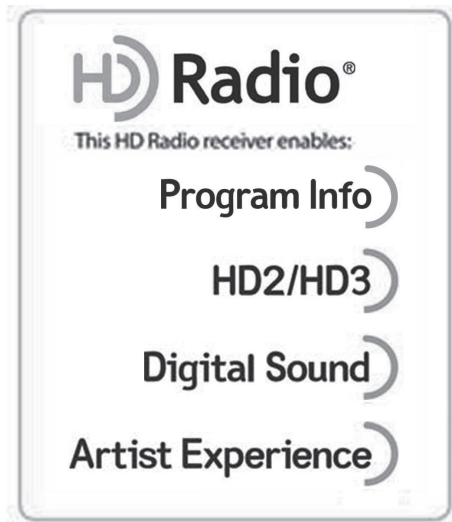 HD Radio®
This HD Radio receiver enables:
Program Info
HD2/HD3
Digital Sound
Artist Experience